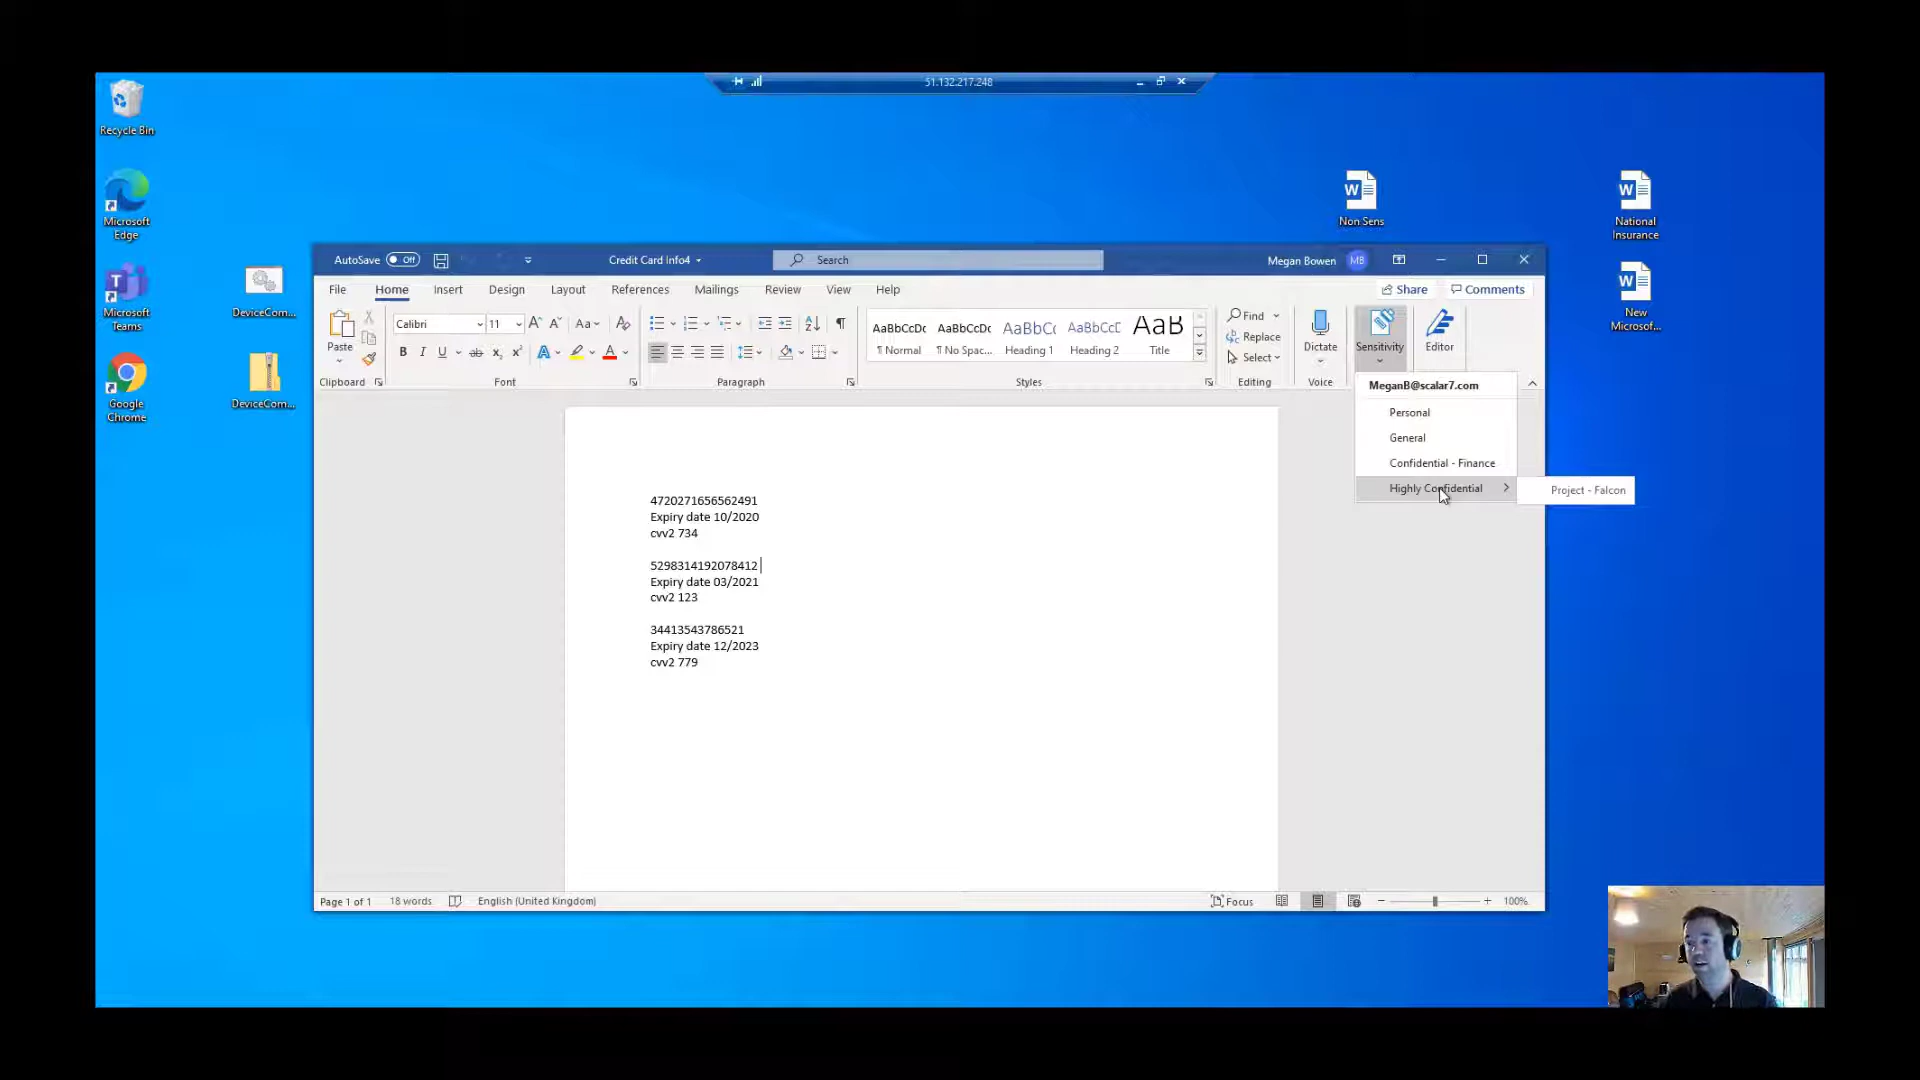 51.132.217.248
Recycle Bin
Microsoft
Edge
Microsoft
Teams
Google
Chrome
DeviceCom...
DeviceCom...
Non Sens
National
Insurance
New
Microsof...
AutoSave Off
Credit Card Info4
Search
Megan Bowen MB
File Home Insert Design Layout References Mailings Review View Help
Share Comments
Paste
Clipboard
Calibri 11
Font
Paragraph
AaBbCcDc AaBbCcDc AaBbCc AaBbCcD AaB
¶ Normal ¶ No Spac... Heading 1 Heading 2 Title
Styles
Find
Replace
Select
Editing
Dictate
Voice
Sensitivity
Editor
MeganB@scalar7.com
Personal
General
Confidential - Finance
Highly Confidential
Project - Falcon
4720271656562491
Expiry date 10/2020
cvv2 734
5298314192078412
Expiry date 03/2021
cvv2 123
34413543786521
Expiry date 12/2023
cvv2 779
Page 1 of 1 18 words English (United Kingdom)
Focus
100%